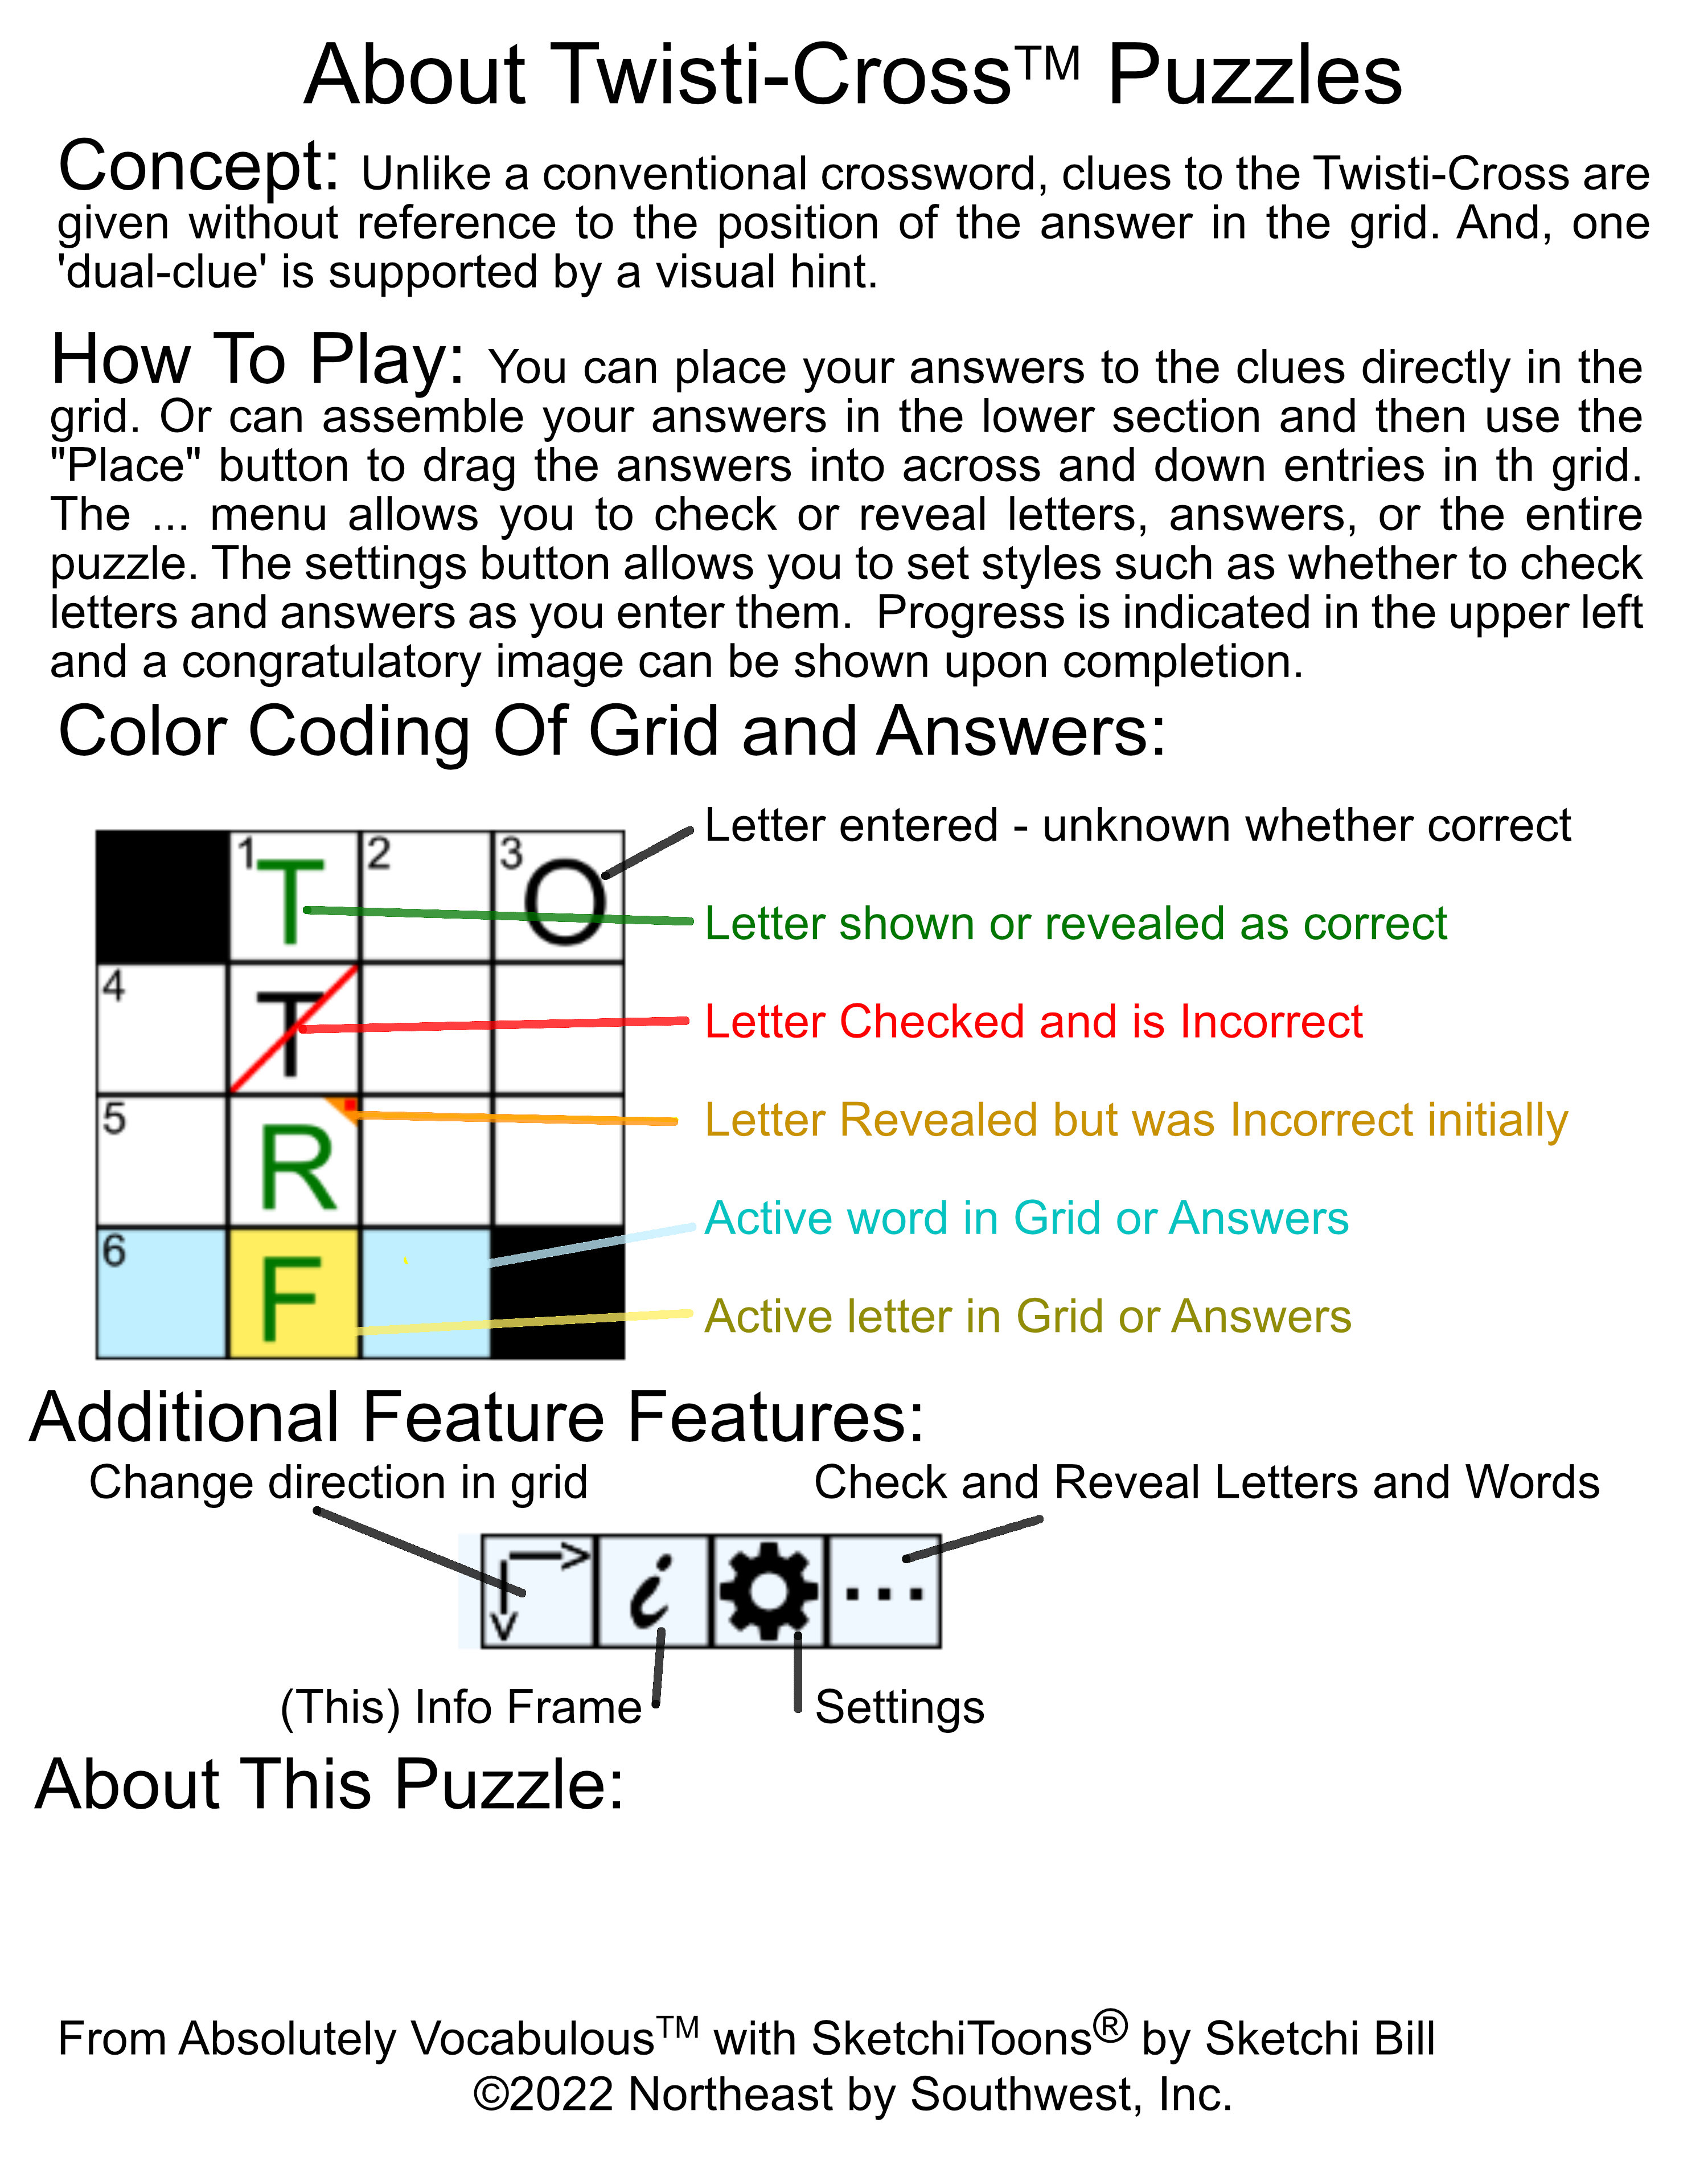 About Twisti-Cross™ Puzzles
Concept: Unlike a conventional crossword, clues to the Twisti-Cross are
given without reference to the position of the answer in the grid. And, one
'dual-clue' is supported by a visual hint.
How To Play: You can place your answers to the clues directly in the
grid. Or can assemble your answers in the lower section and then use the
"Place" button to drag the answers into across and down entries in th grid.
The ... menu allows you to check or reveal letters, answers, or the entire
puzzle. The settings button allows you to set styles such as whether to check
letters and answers as you enter them. Progress is indicated in the upper left
and a congratulatory image can be shown upon completion.
Color Coding Of Grid and Answers:
1 T 2 3 O
4 T
5 R
6 F
Letter entered - unknown whether correct
Letter shown or revealed as correct
Letter Checked and is Incorrect
Letter Revealed but was Incorrect initially
Active word in Grid or Answers
Active letter in Grid or Answers
Additional Feature Features:
Change direction in grid
Check and Reveal Letters and Words
i ...
(This) Info Frame
Settings
About This Puzzle:
From Absolutely Vocabulous™ with SketchiToons® by Sketchi Bill
©2022 Northeast by Southwest, Inc.